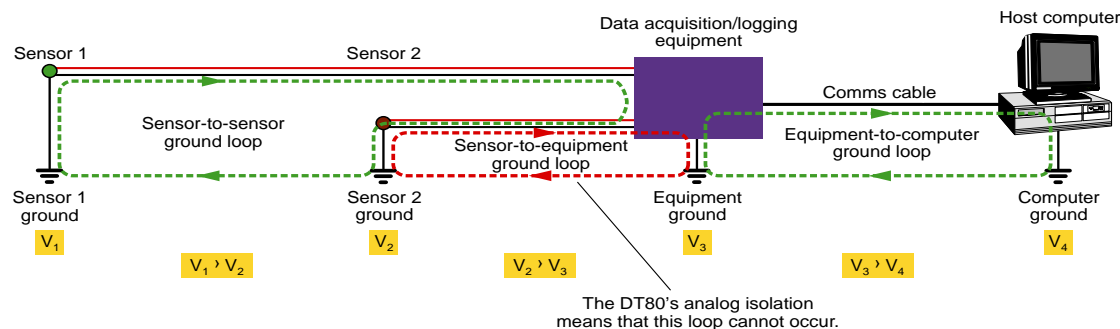 Host computer
Data acquisition/logging
equipment
Sensor 1
Sensor 2
Comms cable
Sensor-to-sensor
ground loop
Sensor-to-equipment
ground loop
Equipment-to-computer
ground loop
Sensor 1
ground
Sensor 2
ground
Equipment
ground
Computer
ground
V₁
V₂
V₃
V₄
V₁ › V₂
V₂ › V₃
V₃ › V₄
The DT80's analog isolation
means that this loop cannot occur.